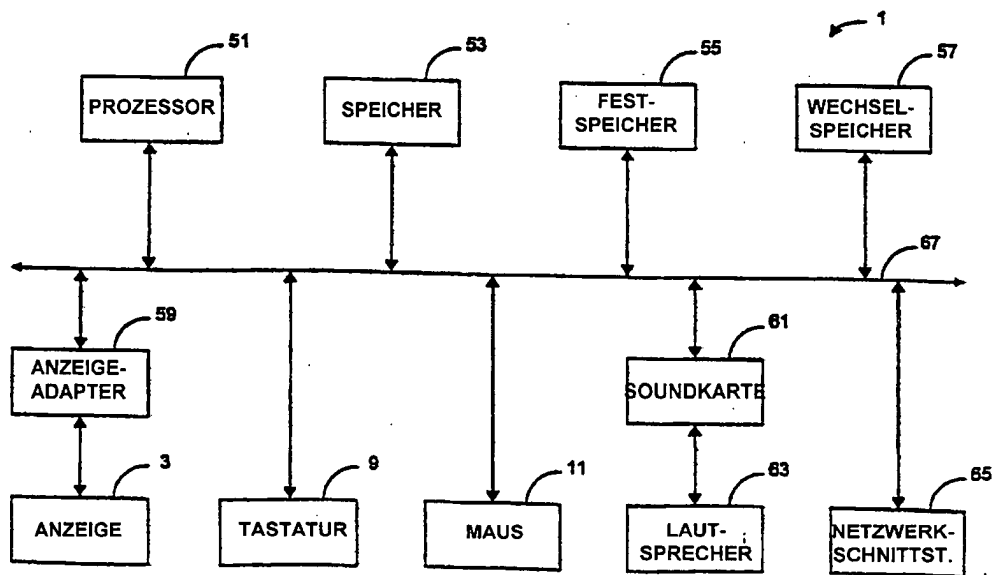 1
51
53
55
57
PROZESSOR
SPEICHER
FEST-
SPEICHER
WECHSEL-
SPEICHER
67
59
61
ANZEIGE-
ADAPTER
SOUNDKARTE
3
9
11
63
65
ANZEIGE
TASTATUR
MAUS
LAUT-
SPRECHER
NETZWERK-
SCHNITTST.